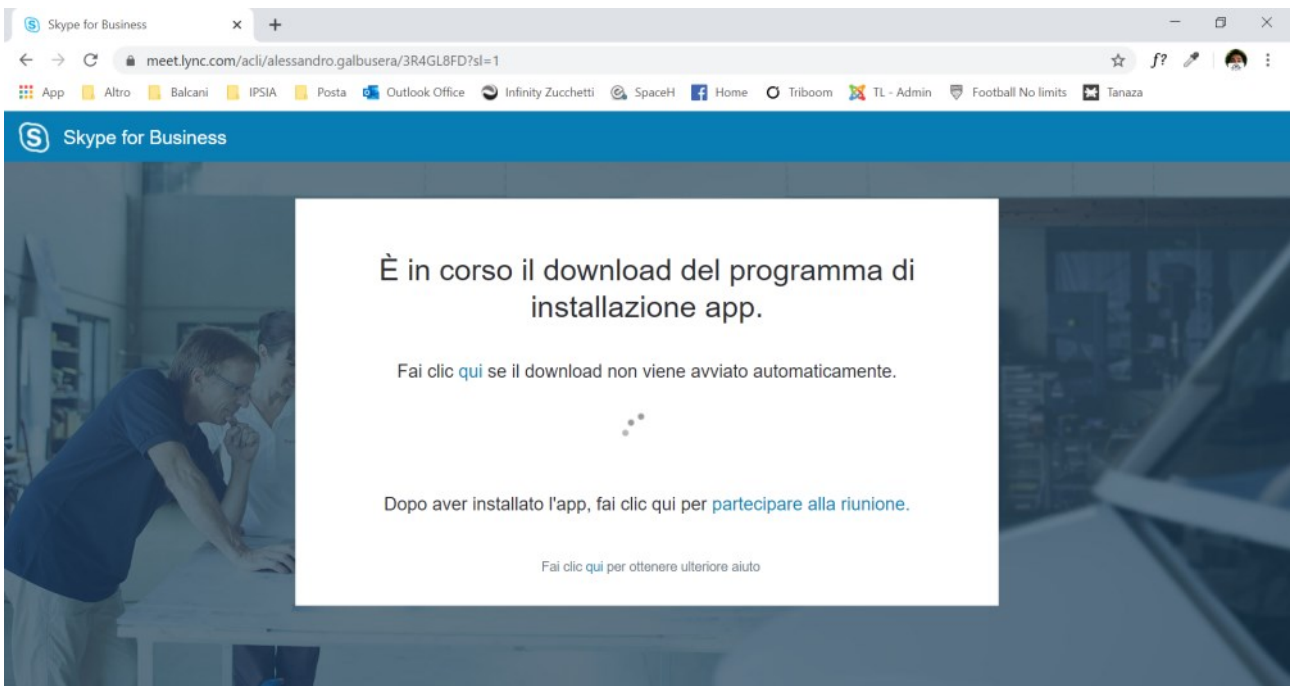 Skype for Business
meet.lync.com/acli/alessandro.galbusera/3R4GL8FD?sl=1
f?
App Altro Balcani IPSIA Posta Outlook Office Infinity Zucchetti SpaceH Home Triboom TL - Admin Football No limits Tanaza
S Skype for Business
È in corso il download del programma di
installazione app.
Fai clic qui se il download non viene avviato automaticamente.
Dopo aver installato l'app, fai clic qui per partecipare alla riunione.
Fai clic qui per ottenere ulteriore aiuto